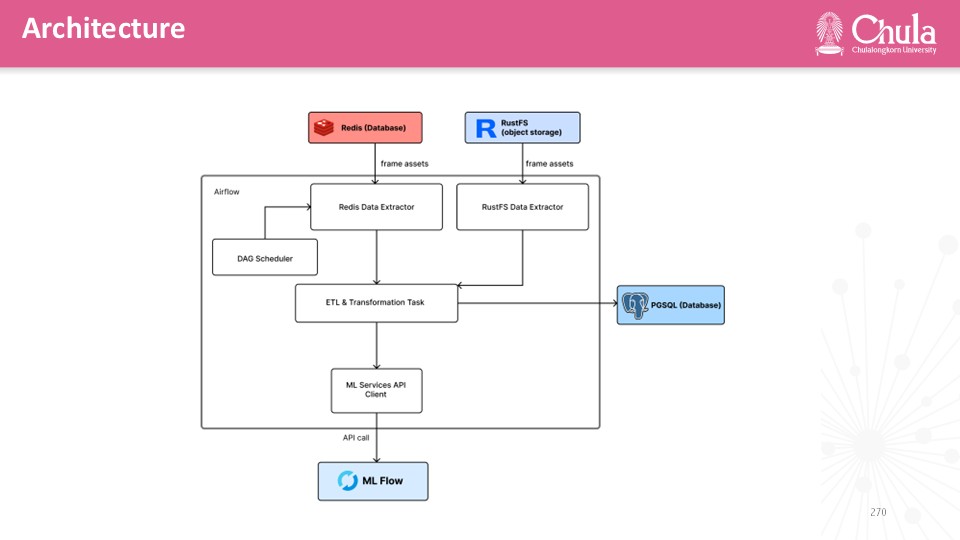 Architecture
Chula
Chulalongkorn University
Redis (Database)
RustFS
(object storage)
frame assets
frame assets
Airflow
Redis Data Extractor
RustFS Data Extractor
DAG Scheduler
ETL & Transformation Task
PGSQL (Database)
ML Services API
Client
API call
ML Flow
270